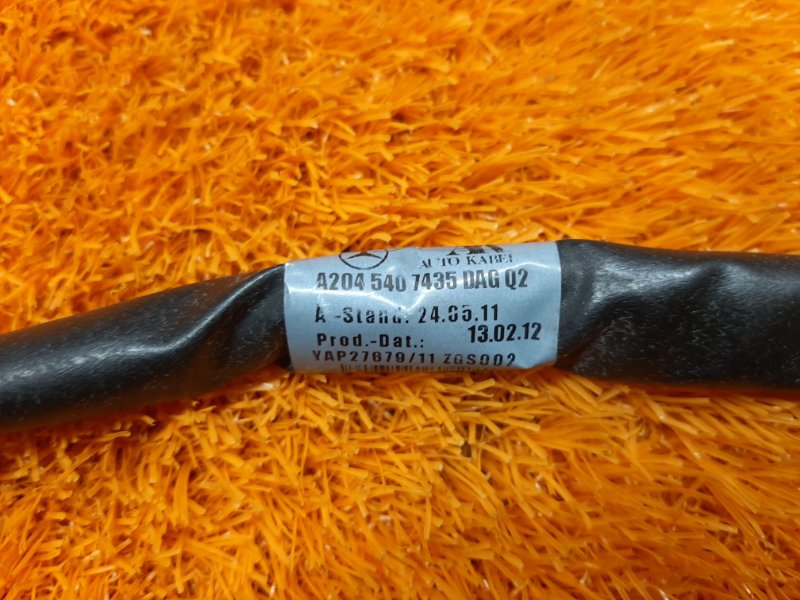 AUTO KABEL
A204 540 7435 DAG Q2
A -Stand: 24.05.11
Prod.-Dat.: 13.02.12
YAP27679/11 ZGS002